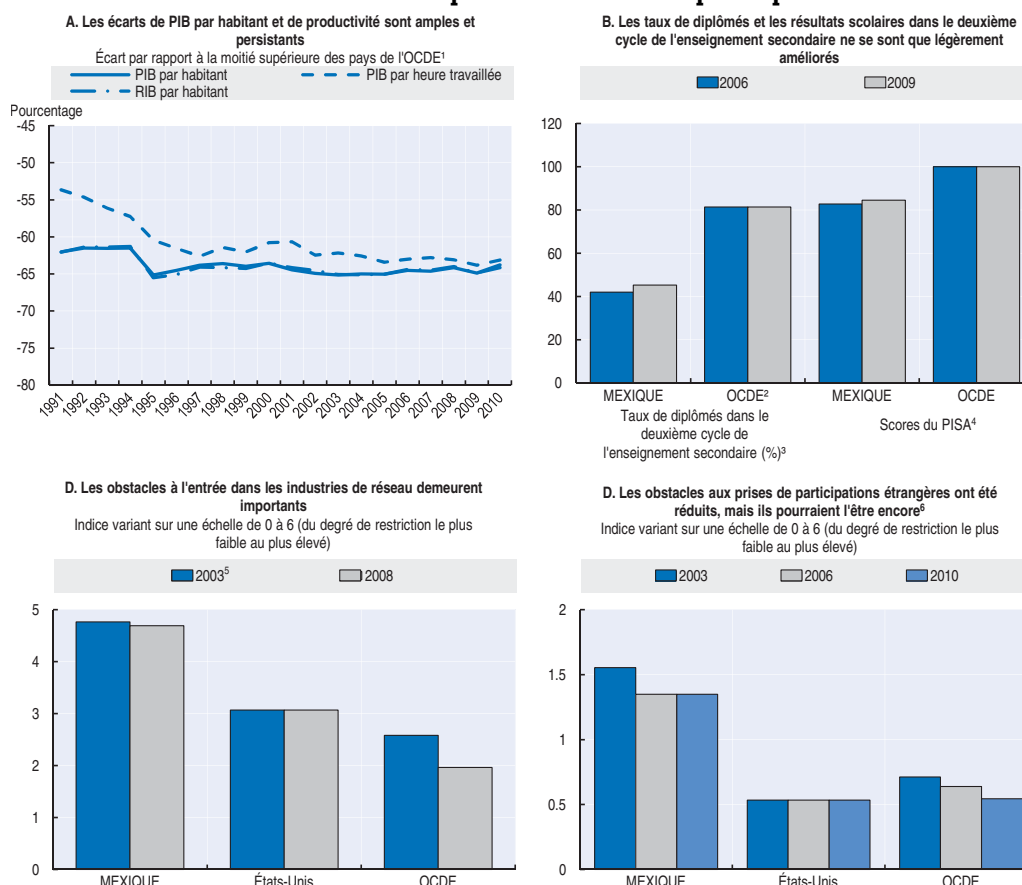 A. Les écarts de PIB par habitant et de productivité sont amples et
persistants
Écart par rapport à la moitié supérieure des pays de l'OCDE¹
PIB par habitant
PIB par heure travaillée
RIB par habitant
Pourcentage
-45
-50
-55
-60
-65
-70
-75
-80
1991 1992 1993 1994 1995 1996 1997 1998 1999 2000 2001 2002 2003 2004 2005 2006 2007 2008 2009 2010
B. Les taux de diplômés et les résultats scolaires dans le deuxième
cycle de l'enseignement secondaire ne se sont que légèrement
améliorés
2006 2009
120
100
80
60
40
20
0
MEXIQUE OCDE² MEXIQUE OCDE
Taux de diplômés dans le
deuxième cycle de
l'enseignement secondaire (%)³
Scores du PISA⁴
D. Les obstacles à l'entrée dans les industries de réseau demeurent
importants
Indice variant sur une échelle de 0 à 6 (du degré de restriction le plus
faible au plus élevé)
2003⁵ 2008
5
4
3
2
1
0
MEXIQUE États-Unis OCDE
D. Les obstacles aux prises de participations étrangères ont été
réduits, mais ils pourraient l'être encore⁶
Indice variant sur une échelle de 0 à 6 (du degré de restriction le plus
faible au plus élevé)
2003 2006 2010
2
1.5
1
0.5
0
MEXIQUE États-Unis OCDE